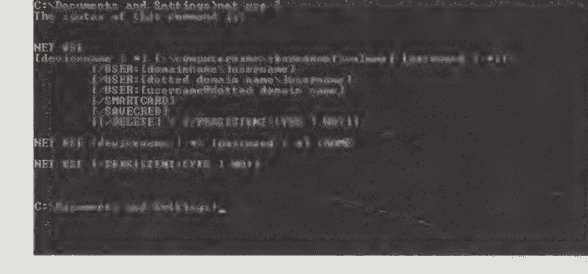 C:\Documents and Settings>net use ?
The syntax of this command is:
NET USE
[devicename | *] [\\computername\sharename[\volume] [password | *]]
[/USER:[domainname\]username]
[/USER:[dotted domain name\]username]
[/USER:[username@dotted domain name]
[/SMARTCARD]
[/SAVECRED]
[[/DELETE] | [/PERSISTENT:{YES | NO}]]
NET USE {devicename | *} [password | *] /HOME
NET USE [/PERSISTENT:{YES | NO}]
C:\Documents and Settings>